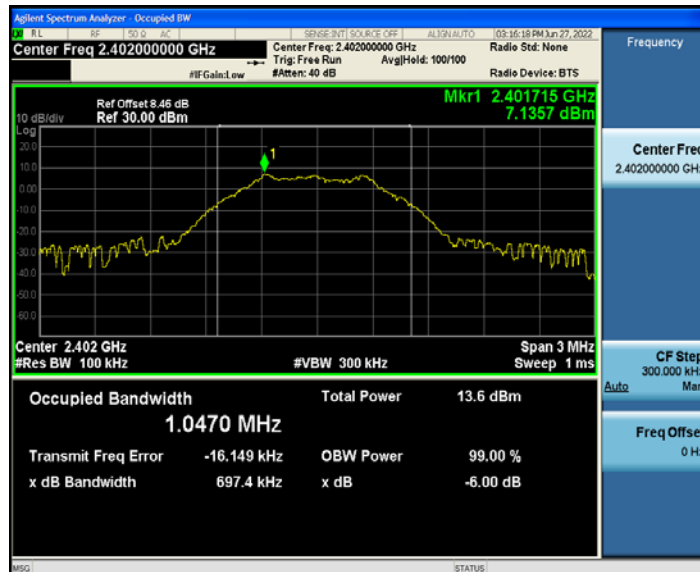 Agilent Spectrum Analyzer - Occupied BW
RL RF 50 Ω AC SENSE:INT SOURCE OFF ALIGN AUTO 03:16:18 PM Jun 27, 2022
Center Freq 2.402000000 GHz
Center Freq: 2.402000000 GHz Radio Std: None
Trig: Free Run Avg|Hold: 100/100
#IFGain:Low #Atten: 40 dB Radio Device: BTS
Frequency
Ref Offset 8.46 dB Mkr1 2.401715 GHz
10 dB/div Ref 30.00 dBm 7.1357 dBm
Log
1
20.0
10.0
0.00
-10.0
-20.0
-30.0
-40.0
-50.0
-60.0
Center 2.402 GHz Span 3 MHz
#Res BW 100 kHz #VBW 300 kHz Sweep 1 ms
Occupied Bandwidth Total Power 13.6 dBm
1.0470 MHz
Transmit Freq Error -16.149 kHz OBW Power 99.00 %
x dB Bandwidth 697.4 kHz x dB -6.00 dB
Center Freq
2.402000000 GHz
CF Step
300.000 kHz
Auto Man
Freq Offset
0 Hz
MSG STATUS